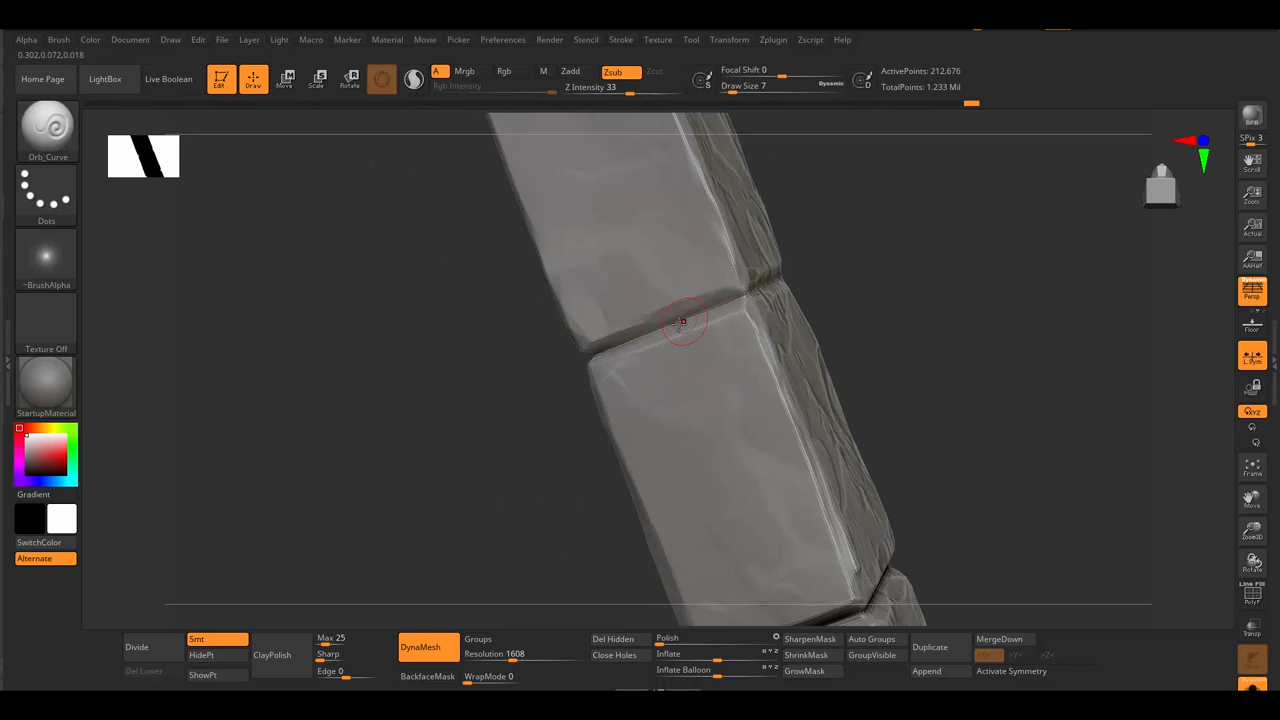 Alpha Brush Color Document Draw Edit File Layer Light Macro Marker Material Movie Picker Preferences Render Stencil Stroke Texture Tool Transform Zplugin Zscript Help
0.302,0.072,0.018
Home Page LightBox Live Boolean Edit Draw Move Scale Rotate A Mrgb Rgb M Zadd Zsub Zcut Focal Shift 0 ActivePoints: 212,676
Rgb Intensity Z Intensity 33 Draw Size 7 Dynamic TotalPoints: 1.233 Mil
BPR
SPix 3
Orb_Curve
Scroll
Zoom
Dots
Actual
AAHalf
~BrushAlpha
Dynamic
Persp
Floor
Texture Off
L.Sym
StartupMaterial
XYZ
Frame
Gradient
Move
SwitchColor
Zoom3D
Alternate
Rotate
Line Fill
PolyF
Transp
Divide Smt Max 25 DynaMesh Groups Del Hidden Polish SharpenMask Auto Groups Duplicate MergeDown
HidePt ClayPolish Sharp Resolution 1608 Close Holes Inflate ShrinkMask GroupVisible >X< >Y< >Z<
Del Lower ShowPt Edge 0 BackfaceMask WrapMode 0 Inflate Balloon GrowMask Append Activate Symmetry